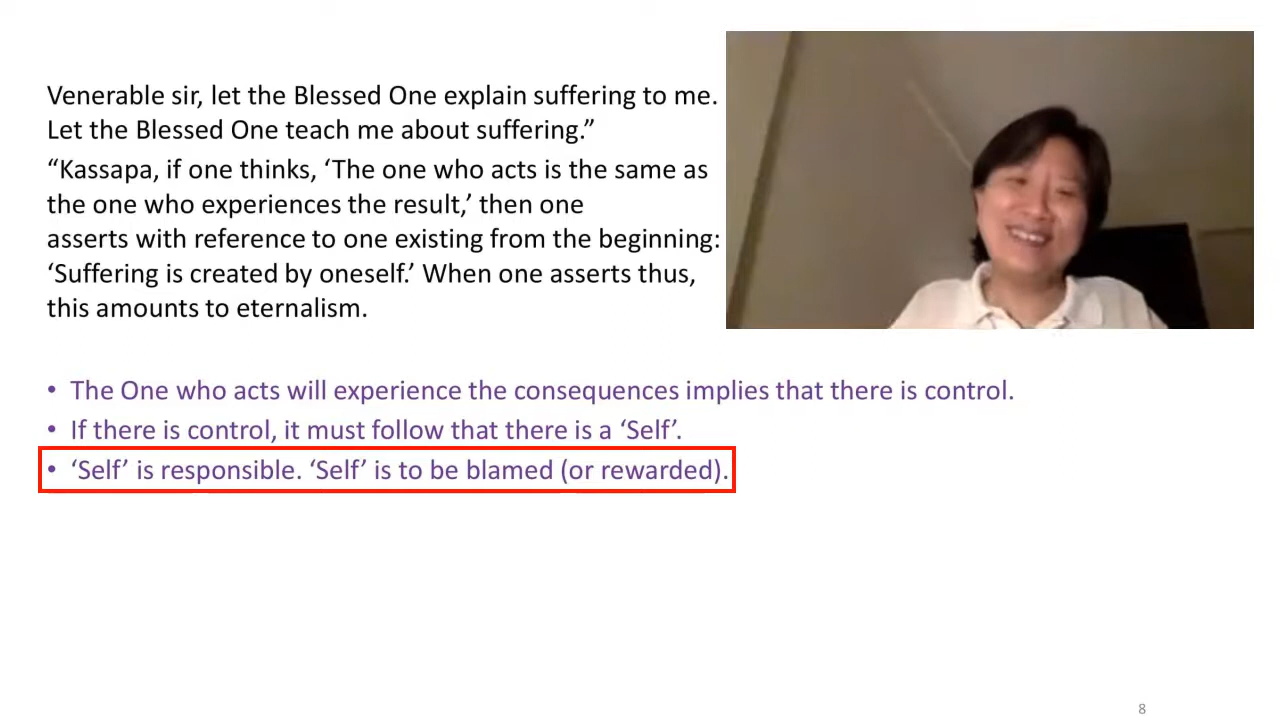 Venerable sir, let the Blessed One explain suffering to me.
Let the Blessed One teach me about suffering.”
“Kassapa, if one thinks, ‘The one who acts is the same as
the one who experiences the result,’ then one
asserts with reference to one existing from the beginning:
‘Suffering is created by oneself.’ When one asserts thus,
this amounts to eternalism.
• The One who acts will experience the consequences implies that there is control.
• If there is control, it must follow that there is a ‘Self’.
• ‘Self’ is responsible. ‘Self’ is to be blamed (or rewarded).
8